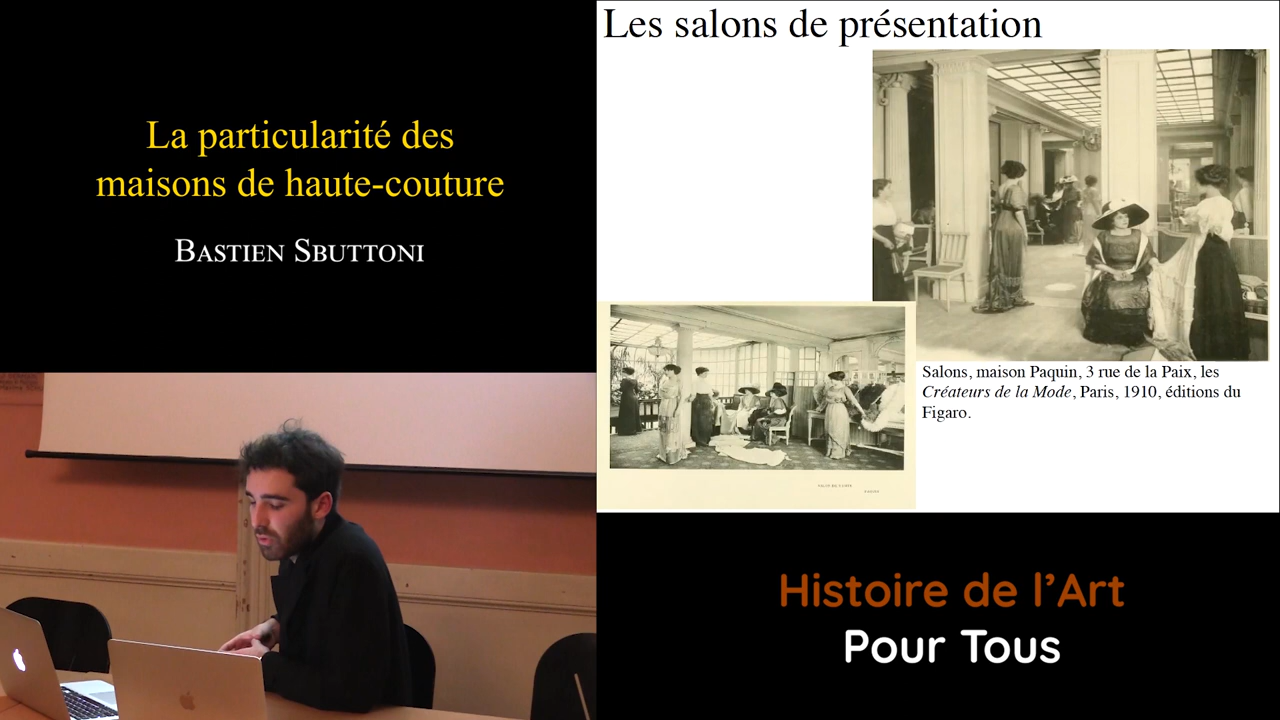 La particularité des
maisons de haute-couture
BASTIEN SBUTTONI
Les salons de présentation
Salons, maison Paquin, 3 rue de la Paix, les
Créateurs de la Mode, Paris, 1910, éditions du
Figaro.
Histoire de l'Art
Pour Tous